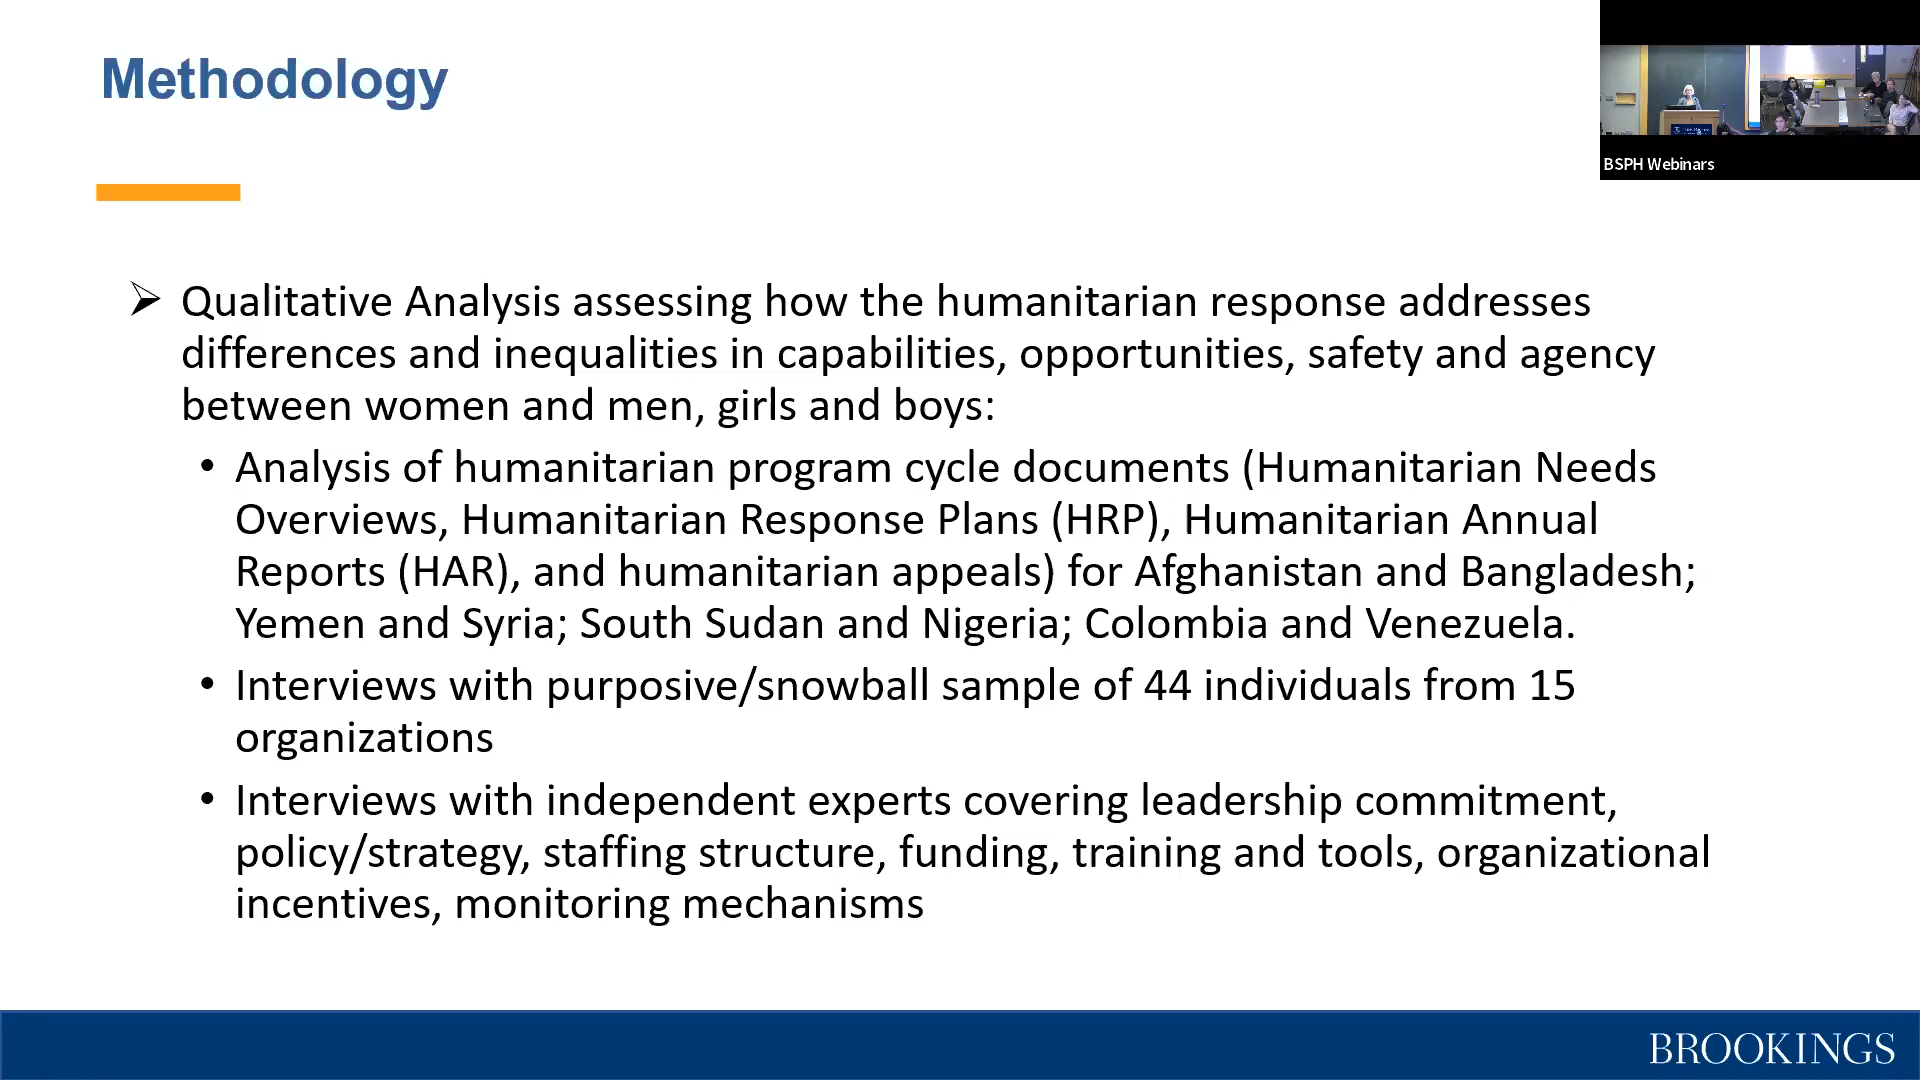 Methodology
BSPH Webinars
➢ Qualitative Analysis assessing how the humanitarian response addresses
differences and inequalities in capabilities, opportunities, safety and agency
between women and men, girls and boys:
• Analysis of humanitarian program cycle documents (Humanitarian Needs
Overviews, Humanitarian Response Plans (HRP), Humanitarian Annual
Reports (HAR), and humanitarian appeals) for Afghanistan and Bangladesh;
Yemen and Syria; South Sudan and Nigeria; Colombia and Venezuela.
• Interviews with purposive/snowball sample of 44 individuals from 15
organizations
• Interviews with independent experts covering leadership commitment,
policy/strategy, staffing structure, funding, training and tools, organizational
incentives, monitoring mechanisms
BROOKINGS